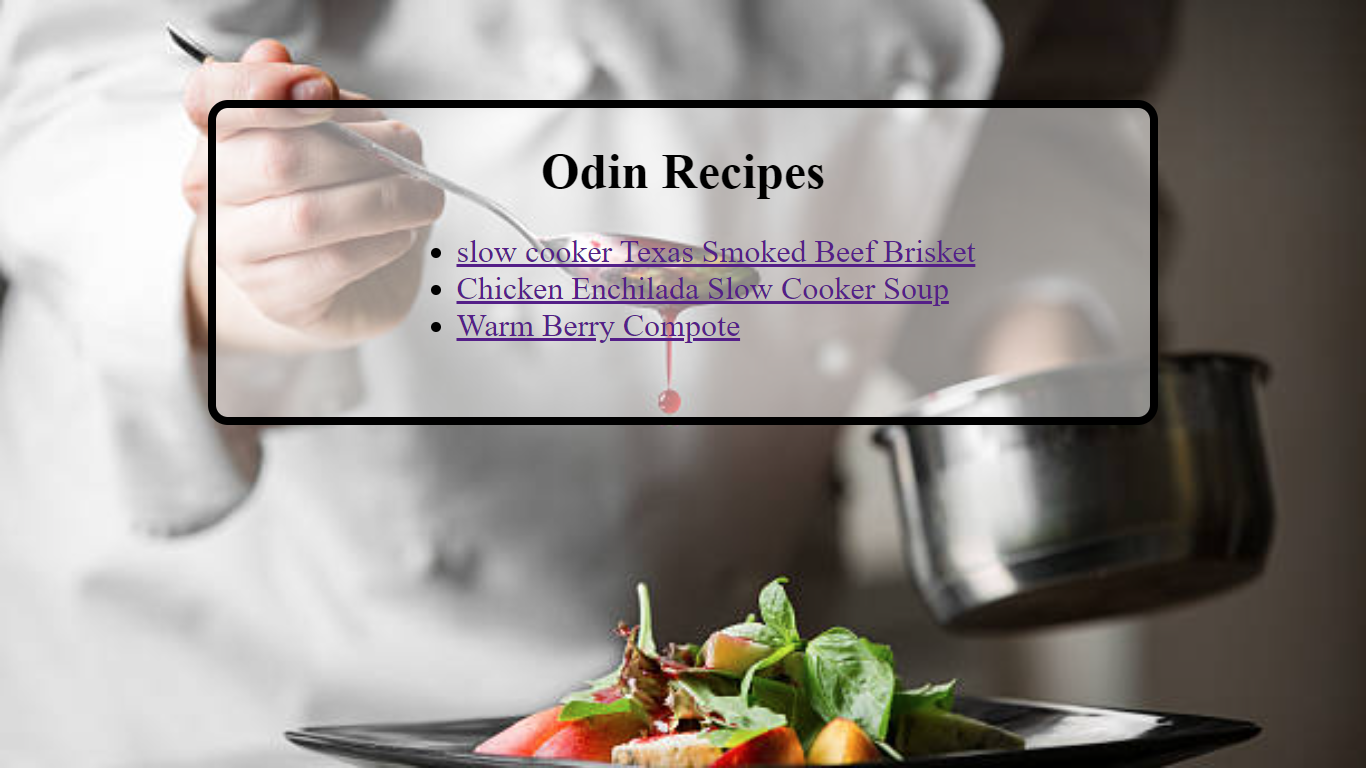 Odin Recipes
slow cooker Texas Smoked Beef Brisket
Chicken Enchilada Slow Cooker Soup
Warm Berry Compote